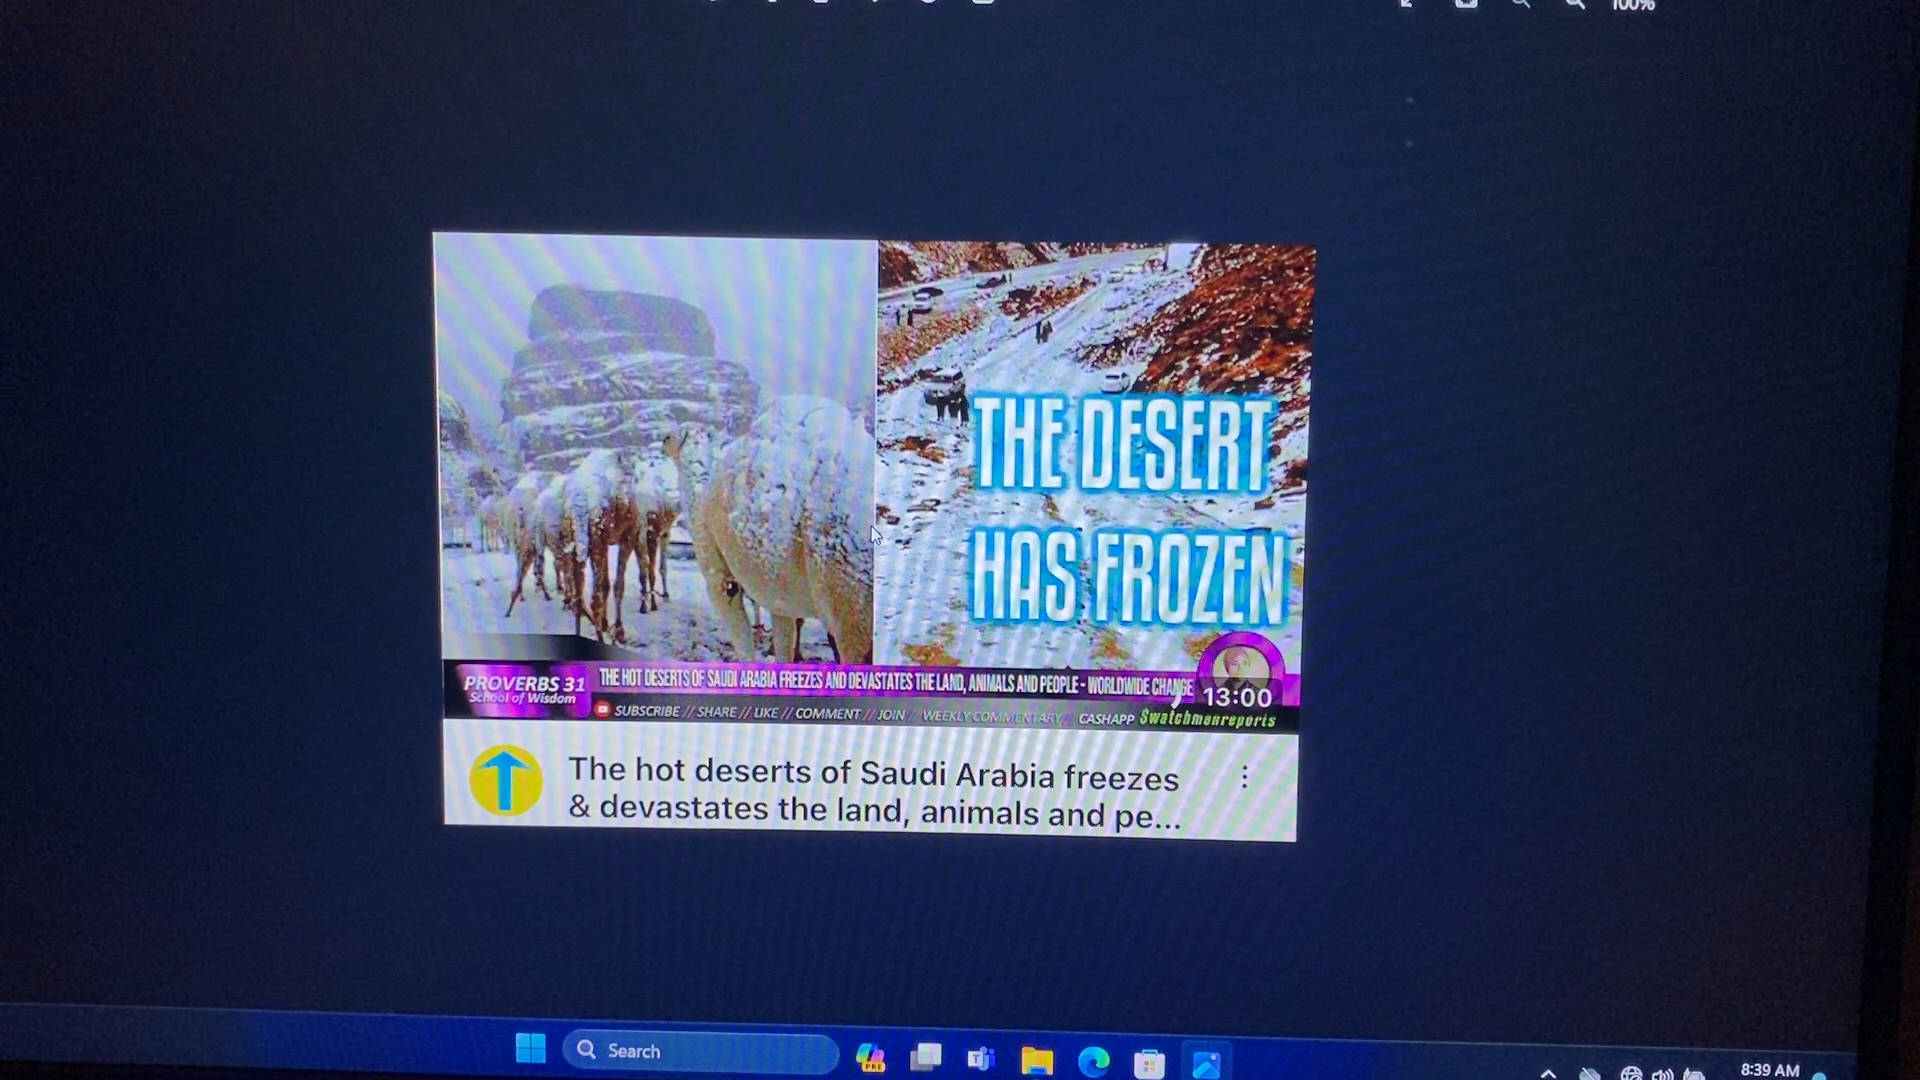 100%
THE DESERT
HAS FROZEN
PROVERBS 31
School of Wisdom
THE HOT DESERTS OF SAUDI ARABIA FREEZES AND DEVASTATES THE LAND, ANIMALS AND PEOPLE - WORLDWIDE CHANGE
13:00
SUBSCRIBE // SHARE // LIKE // COMMENT // JOIN // WEEKLY COMMENTARY // CASHAPP $watchmanreports
The hot deserts of Saudi Arabia freezes
& devastates the land, animals and pe...
Search
PRE
8:39 AM